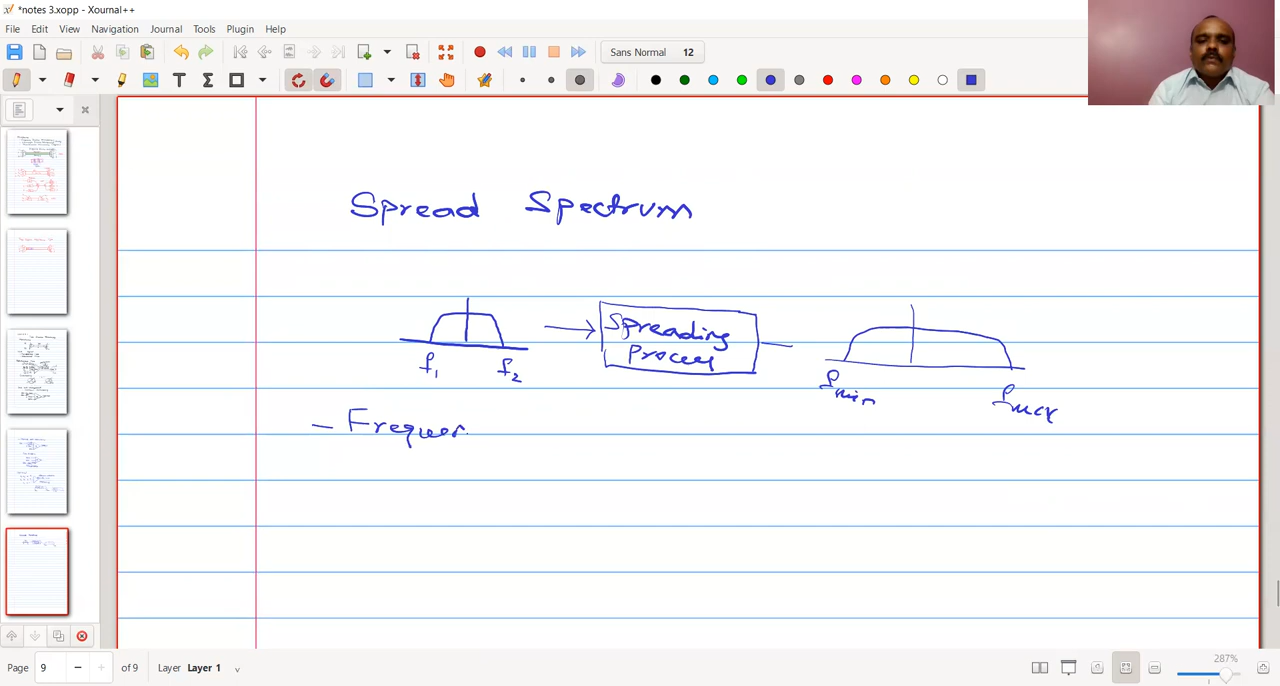 *notes 3.xopp - Xournal++
File Edit View Navigation Journal Tools Plugin Help
Sans Normal 12
Spread Spectrum
Spreading
Process
f1 f2
fmin fmax
- Frequen
Page 9 of 9 Layer Layer 1 287%